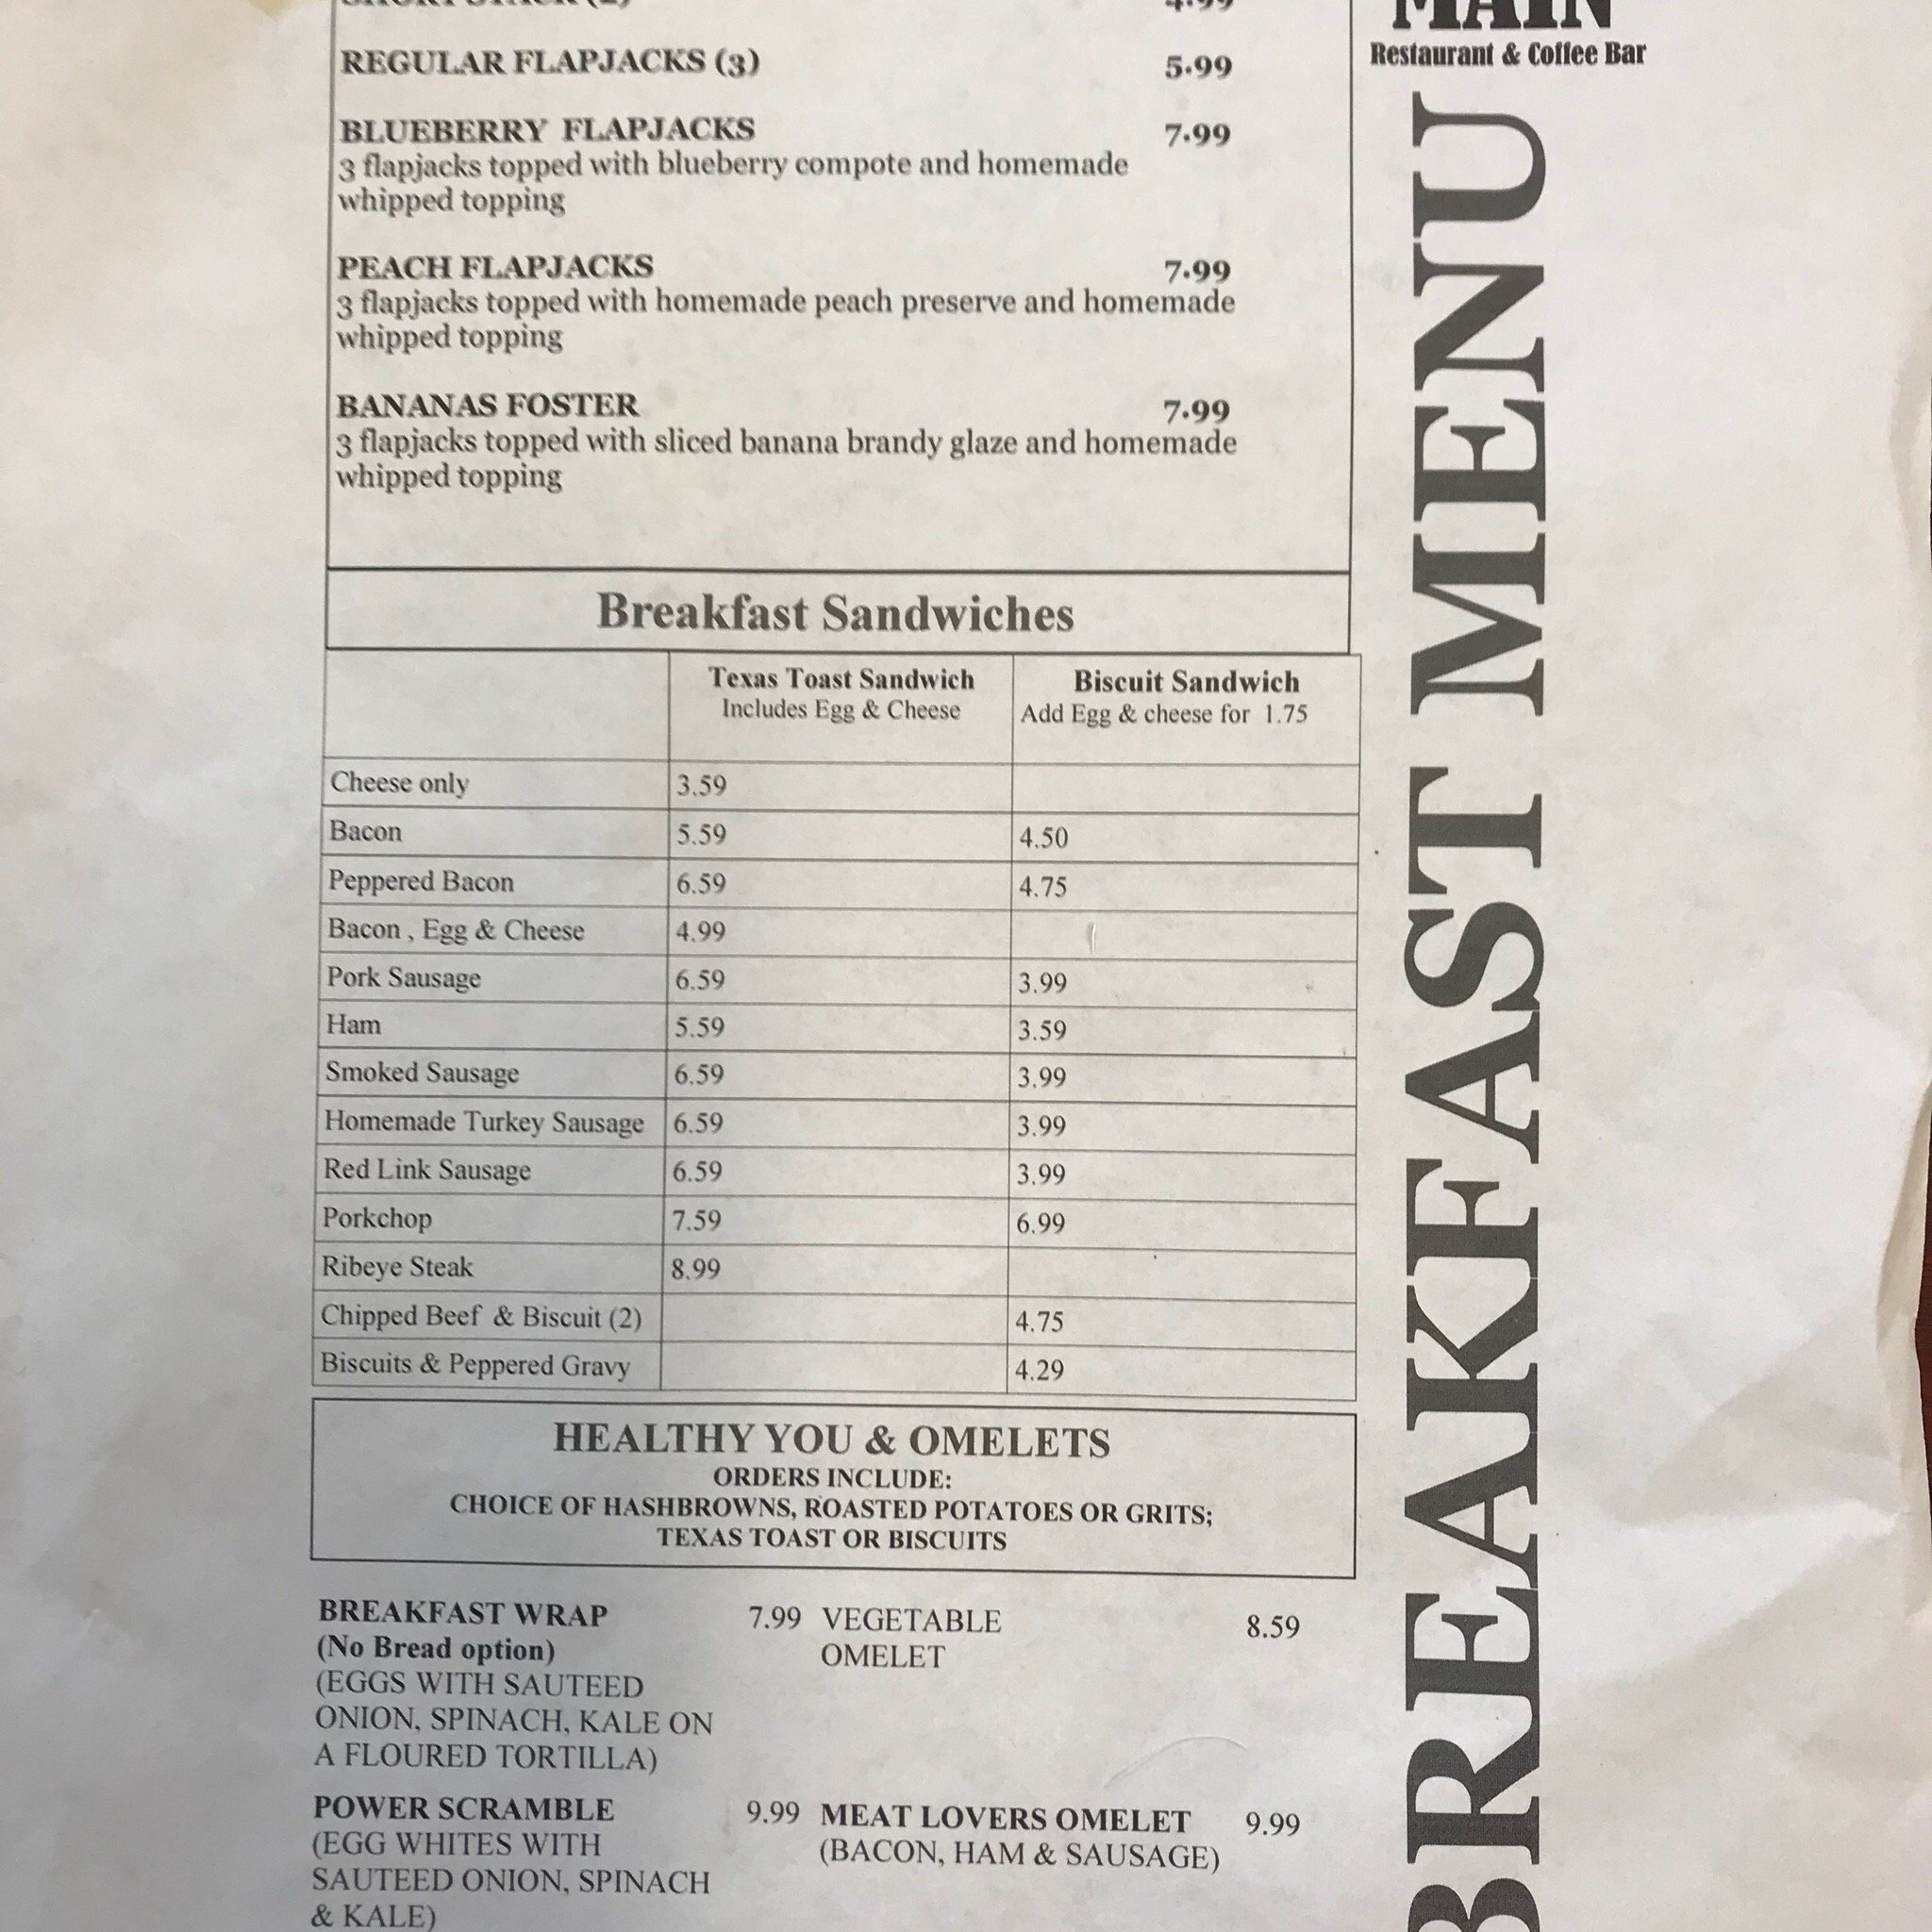 SHORT STACK (2) 4.99
REGULAR FLAPJACKS (3) 5.99
BLUEBERRY FLAPJACKS 7.99
3 flapjacks topped with blueberry compote and homemade
whipped topping
PEACH FLAPJACKS 7.99
3 flapjacks topped with homemade peach preserve and homemade
whipped topping
BANANAS FOSTER 7.99
3 flapjacks topped with sliced banana brandy glaze and homemade
whipped topping
Breakfast Sandwiches
Texas Toast Sandwich Biscuit Sandwich
Includes Egg & Cheese Add Egg & cheese for 1.75
Cheese only 3.59
Bacon 5.59 4.50
Peppered Bacon 6.59 4.75
Bacon , Egg & Cheese 4.99
Pork Sausage 6.59 3.99
Ham 5.59 3.59
Smoked Sausage 6.59 3.99
Homemade Turkey Sausage 6.59 3.99
Red Link Sausage 6.59 3.99
Porkchop 7.59 6.99
Ribeye Steak 8.99
Chipped Beef & Biscuit (2) 4.75
Biscuits & Peppered Gravy 4.29
HEALTHY YOU & OMELETS
ORDERS INCLUDE:
CHOICE OF HASHBROWNS, ROASTED POTATOES OR GRITS;
TEXAS TOAST OR BISCUITS
BREAKFAST WRAP 7.99
(No Bread option)
(EGGS WITH SAUTEED
ONION, SPINACH, KALE ON
A FLOURED TORTILLA)
VEGETABLE 8.59
OMELET
POWER SCRAMBLE 9.99
(EGG WHITES WITH
SAUTEED ONION, SPINACH
& KALE)
MEAT LOVERS OMELET 9.99
(BACON, HAM & SAUSAGE)
MAIN
Restaurant & Coffee Bar
BREAKFAST MENU